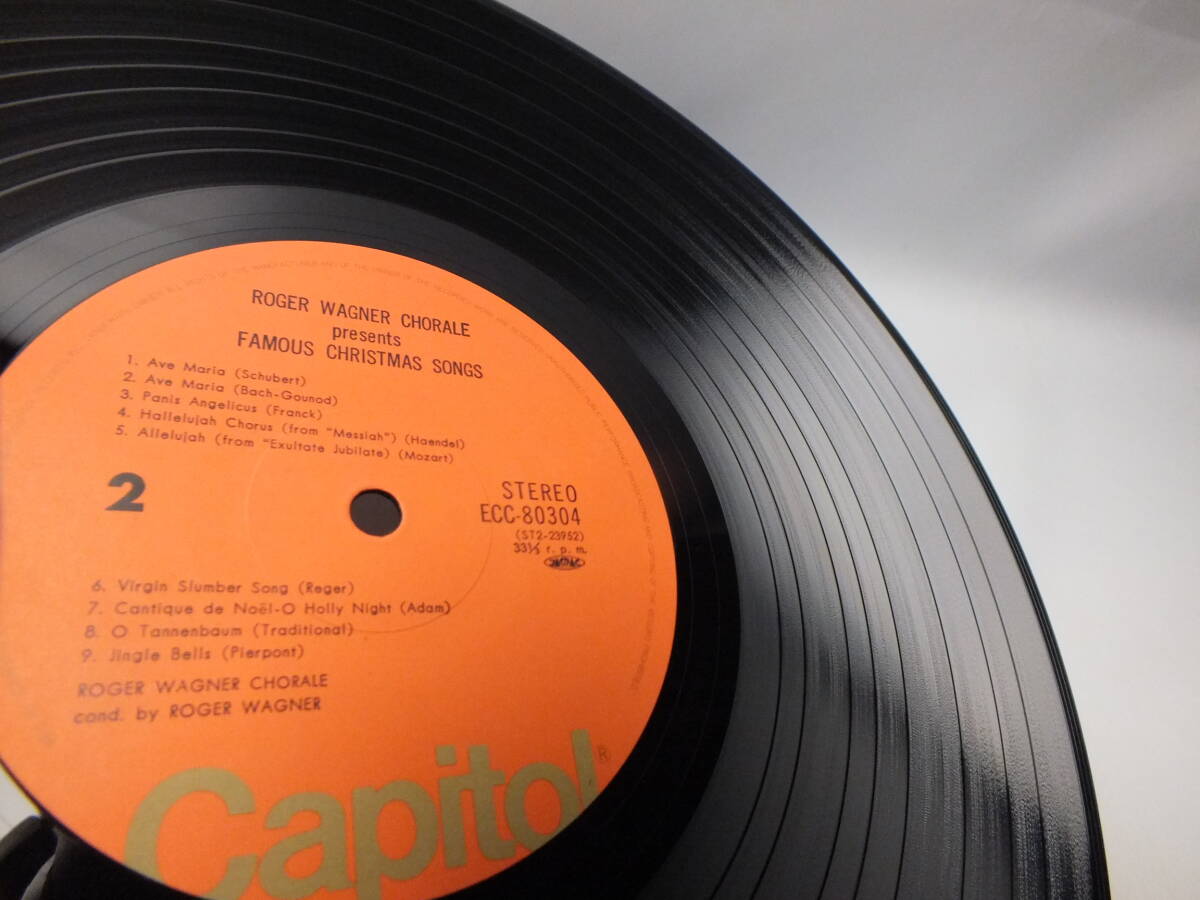 ROGER WAGNER CHORALE
presents
FAMOUS CHRISTMAS SONGS
1. Ave Maria (Schubert)
2. Ave Maria (Bach-Gounod)
3. Panis Angelicus (Franck)
4. Hallelujah Chorus (from "Messiah") (Haendel)
5. Allelujah (from "Exultate Jubilate) (Mozart)
2
STEREO
ECC-80304
(ST2-23952)
33⅓ r. p. m.
6. Virgin Slumber Song (Reger)
7. Cantique de Noël-O Holly Night (Adam)
8. O Tannenbaum (Traditional)
9. Jingle Bells (Pierpont)
ROGER WAGNER CHORALE
cond. by ROGER WAGNER
Capitol®